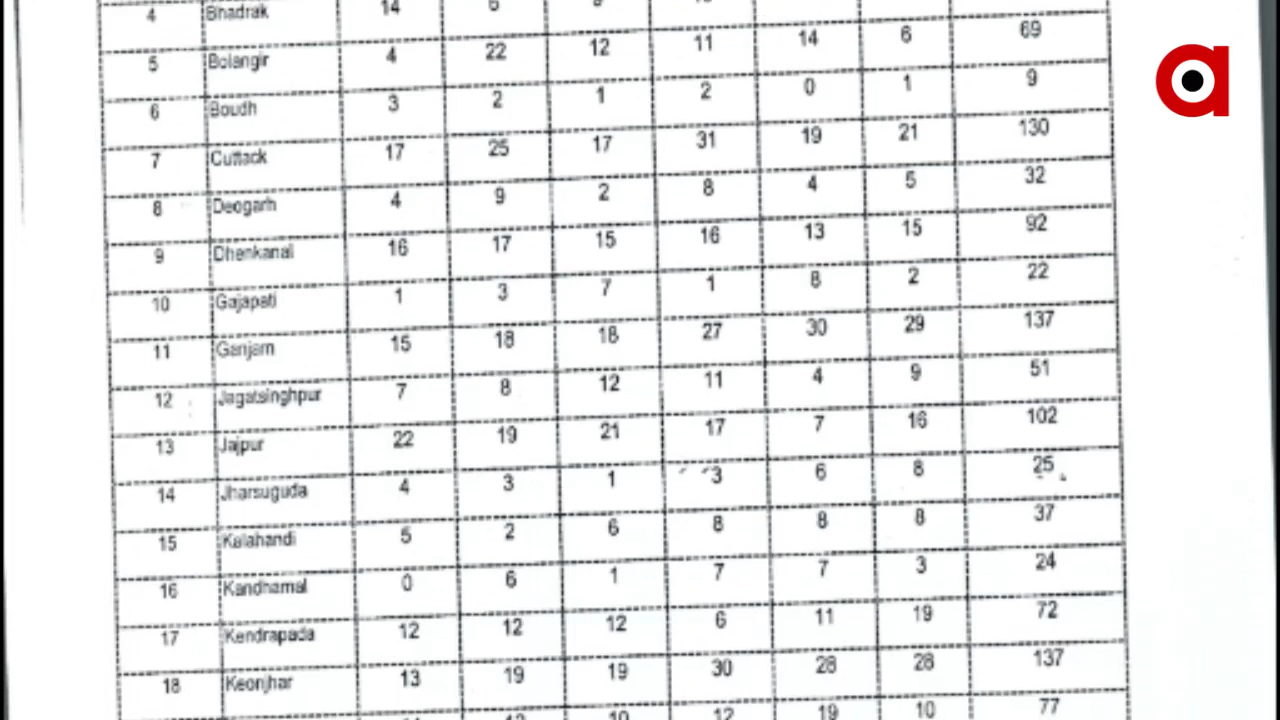 4 Bhadrak 14
5 Bolangir 4 22 12 11 14 6 69
6 Boudh 3 2 1 2 0 1 9
7 Cuttack 17 25 17 31 19 21 130
8 Deogarh 4 9 2 8 4 5 32
9 Dhenkanal 16 17 15 16 13 15 92
10 Gajapati 1 3 7 1 8 2 22
11 Ganjam 15 18 18 27 30 29 137
12 Jagatsinghpur 7 8 12 11 4 9 51
13 Jajpur 22 19 21 17 7 16 102
14 Jharsuguda 4 3 1 3 6 8 25
15 Kalahandi 5 2 6 8 8 8 37
16 Kandhamal 0 6 1 7 7 3 24
17 Kendrapada 12 12 12 6 11 19 72
18 Keonjhar 13 19 19 30 28 28 137
12 10 12 19 10 77
a